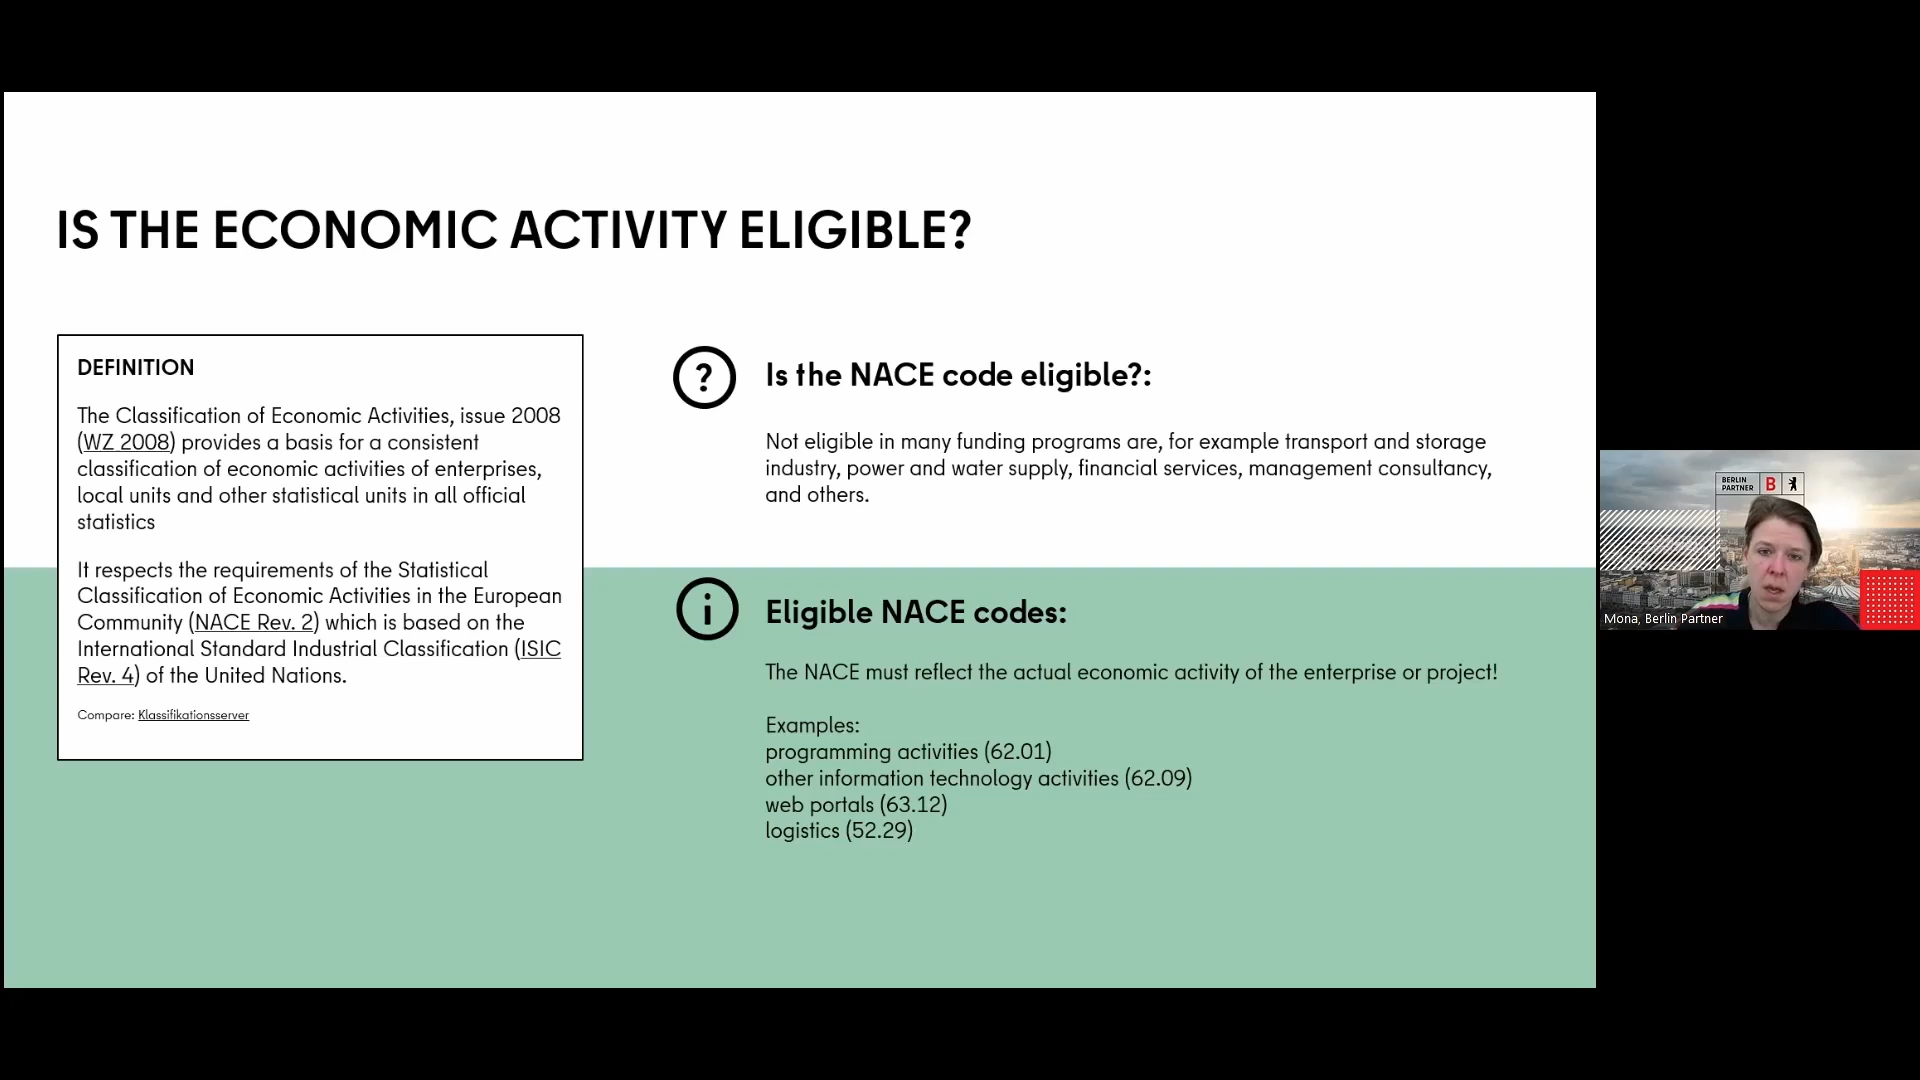 IS THE ECONOMIC ACTIVITY ELIGIBLE?
DEFINITION
The Classification of Economic Activities, issue 2008
(WZ 2008) provides a basis for a consistent
classification of economic activities of enterprises,
local units and other statistical units in all official
statistics
It respects the requirements of the Statistical
Classification of Economic Activities in the European
Community (NACE Rev. 2) which is based on the
International Standard Industrial Classification (ISIC
Rev. 4) of the United Nations.
Compare: Klassifikationsserver
?
Is the NACE code eligible?:
Not eligible in many funding programs are, for example transport and storage
industry, power and water supply, financial services, management consultancy,
and others.
i
Eligible NACE codes:
The NACE must reflect the actual economic activity of the enterprise or project!
Examples:
programming activities (62.01)
other information technology activities (62.09)
web portals (63.12)
logistics (52.29)
BERLIN
PARTNER
B
Mona, Berlin Partner